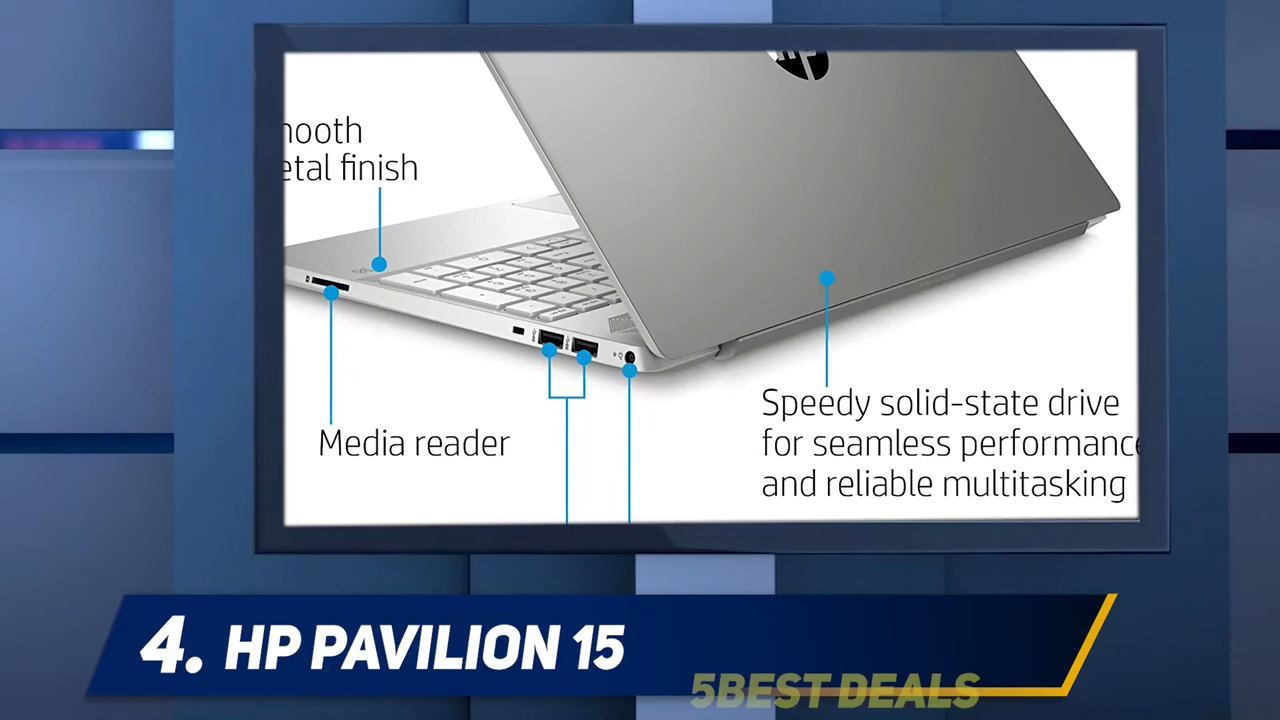 hp
nooth
etal finish
Media reader
Speedy solid-state drive
for seamless performance
and reliable multitasking
4. HP PAVILION 15
5BEST DEALS